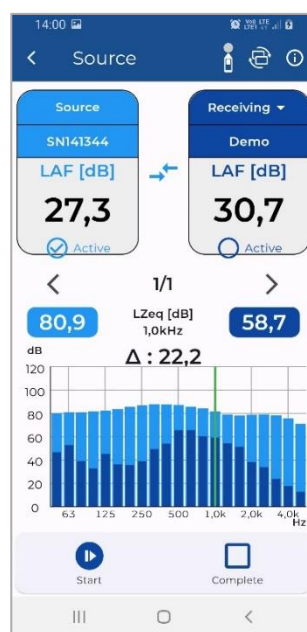 14:00
Source
Source
SN141344
LAF [dB]
27,3
Active
Receiving
Demo
LAF [dB]
30,7
Active
1/1
80,9
LZeq [dB]
1,0kHz
58,7
Δ : 22,2
dB
120
100
80
60
40
20
0
63 125 250 500 1,0k 2,0k 4,0k
Hz
Start
Complete